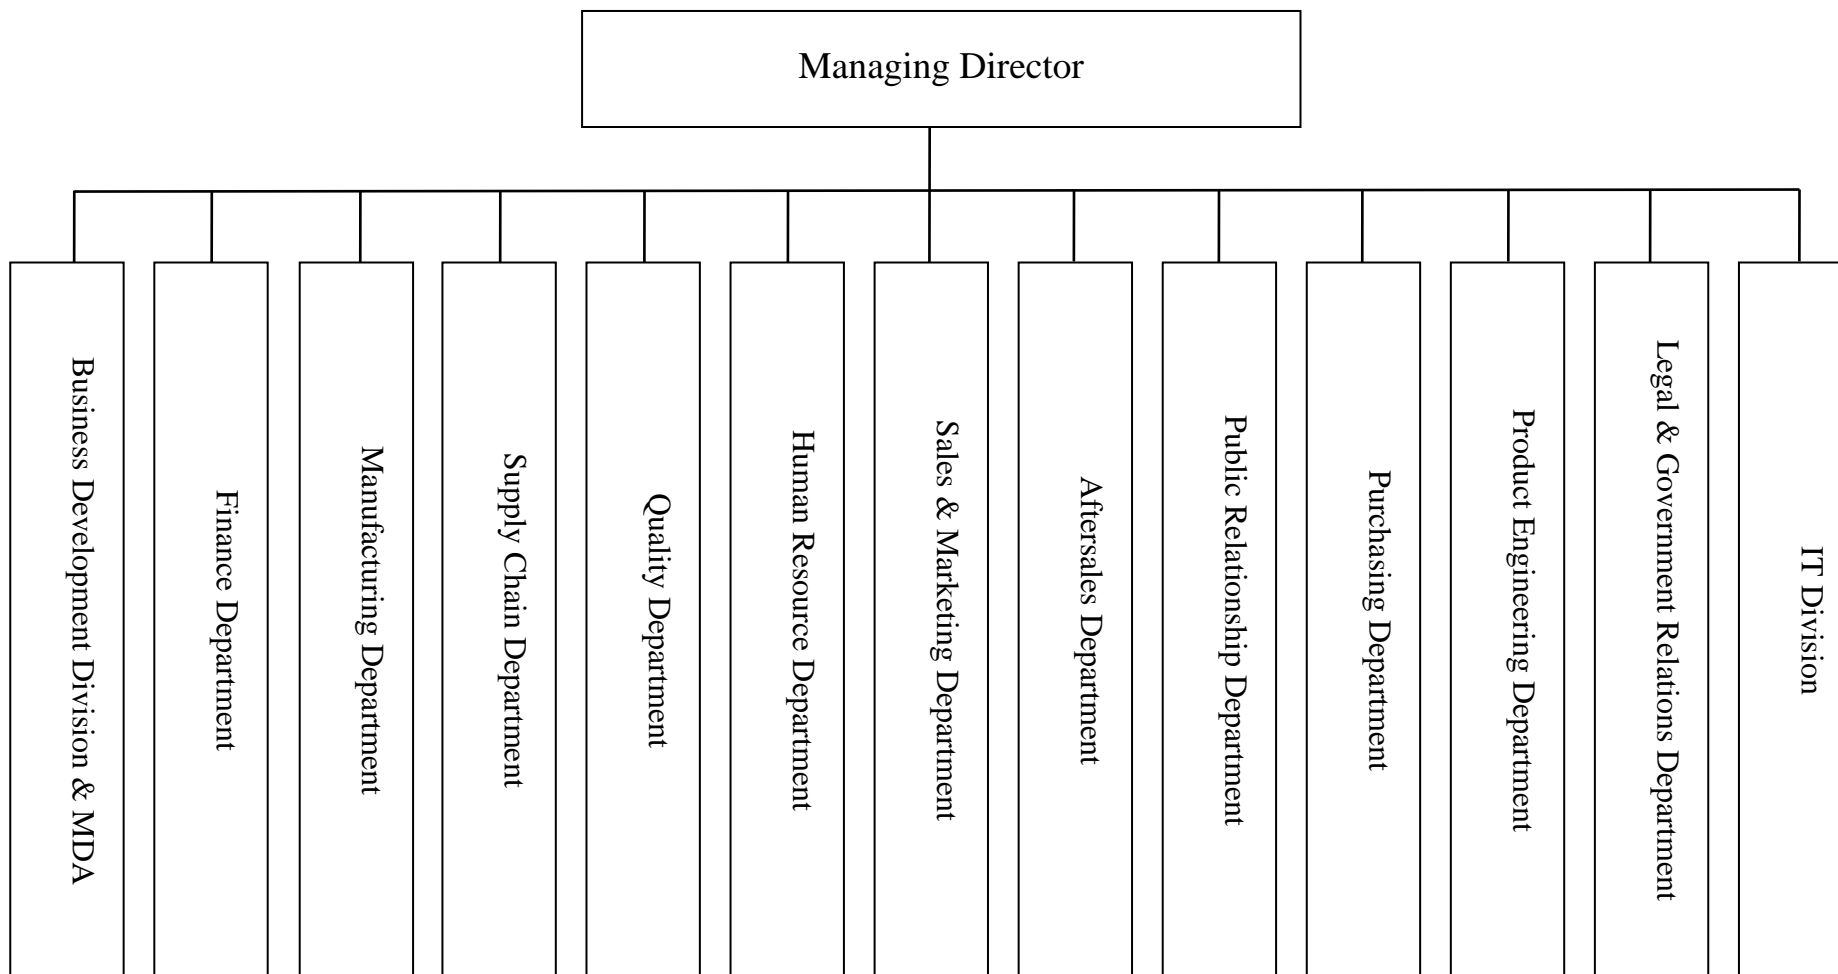 Managing Director
Business Development Division & MDA
Finance Department
Manufacturing Department
Supply Chain Department
Quality Department
Human Resource Department
Sales & Marketing Department
Aftersales Department
Public Relationship Department
Purchasing Department
Product Engineering Department
Legal & Government Relations Department
IT Division